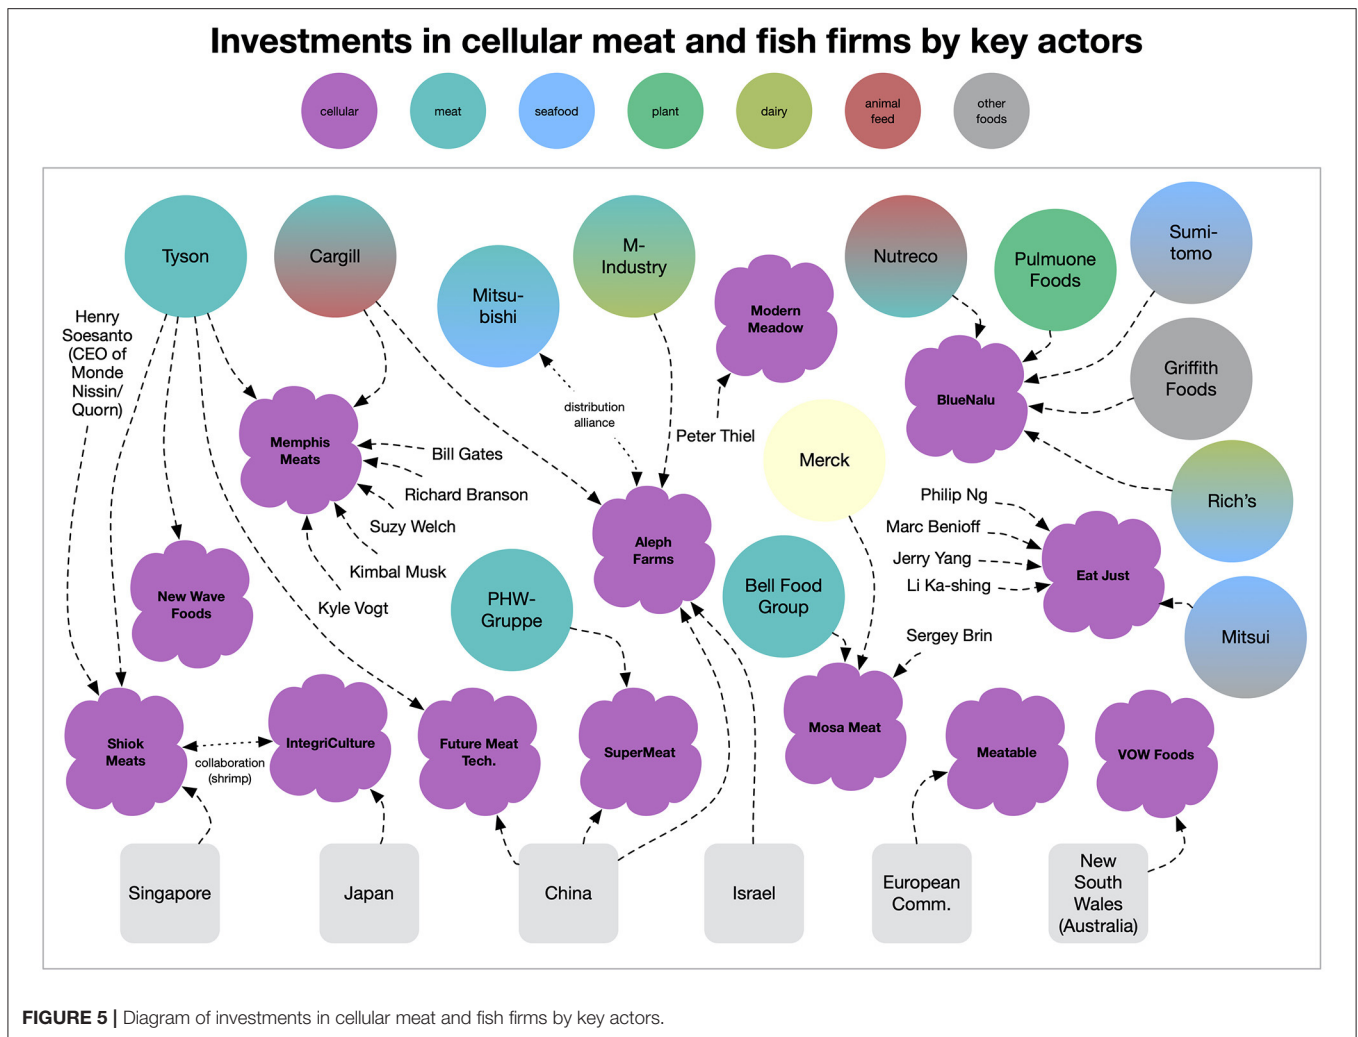 Investments in cellular meat and fish firms by key actors
cellular
meat
seafood
plant
dairy
animal
feed
other
foods
Tyson
Cargill
Mitsu-
bishi
M-
Industry
Modern
Meadow
Nutreco
Pulmuone
Foods
Sumi-
tomo
Henry
Soesanto
(CEO of
Monde
Nissin/
Quorn)
Griffith
Foods
BlueNalu
distribution
alliance
Peter Thiel
Memphis
Meats
Bill Gates
Richard Branson
Suzy Welch
Kimbal Musk
Kyle Vogt
Merck
Rich's
Philip Ng
Marc Benioff
Jerry Yang
Li Ka-shing
Eat Just
Aleph
Farms
New Wave
Foods
PHW-
Gruppe
Bell Food
Group
Sergey Brin
Mitsui
Shiok
Meats
collaboration
(shrimp)
IntegriCulture
Future Meat
Tech.
SuperMeat
Mosa Meat
Meatable
VOW Foods
Singapore
Japan
China
Israel
European
Comm.
New
South
Wales
(Australia)
FIGURE 5 | Diagram of investments in cellular meat and fish firms by key actors.